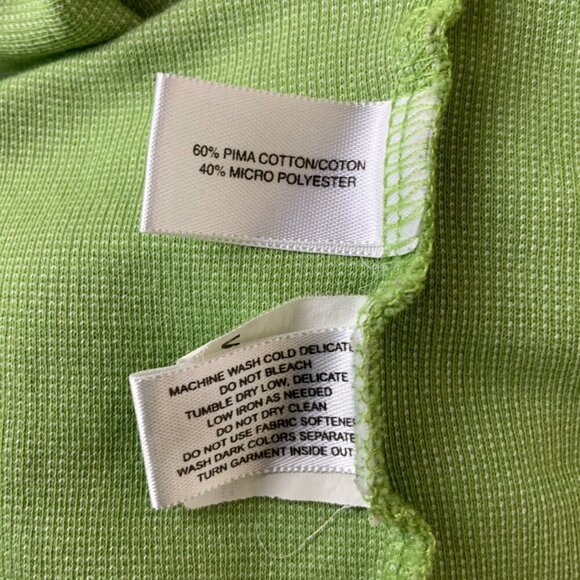 60% PIMA COTTON/COTON
40% MICRO POLYESTER
MACHINE WASH COLD DELICATE
DO NOT BLEACH
TUMBLE DRY LOW, DELICATE
LOW IRON AS NEEDED
DO NOT DRY CLEAN
DO NOT USE FABRIC SOFTENE
WASH DARK COLORS SEPARATE
TURN GARMENT INSIDE OUT